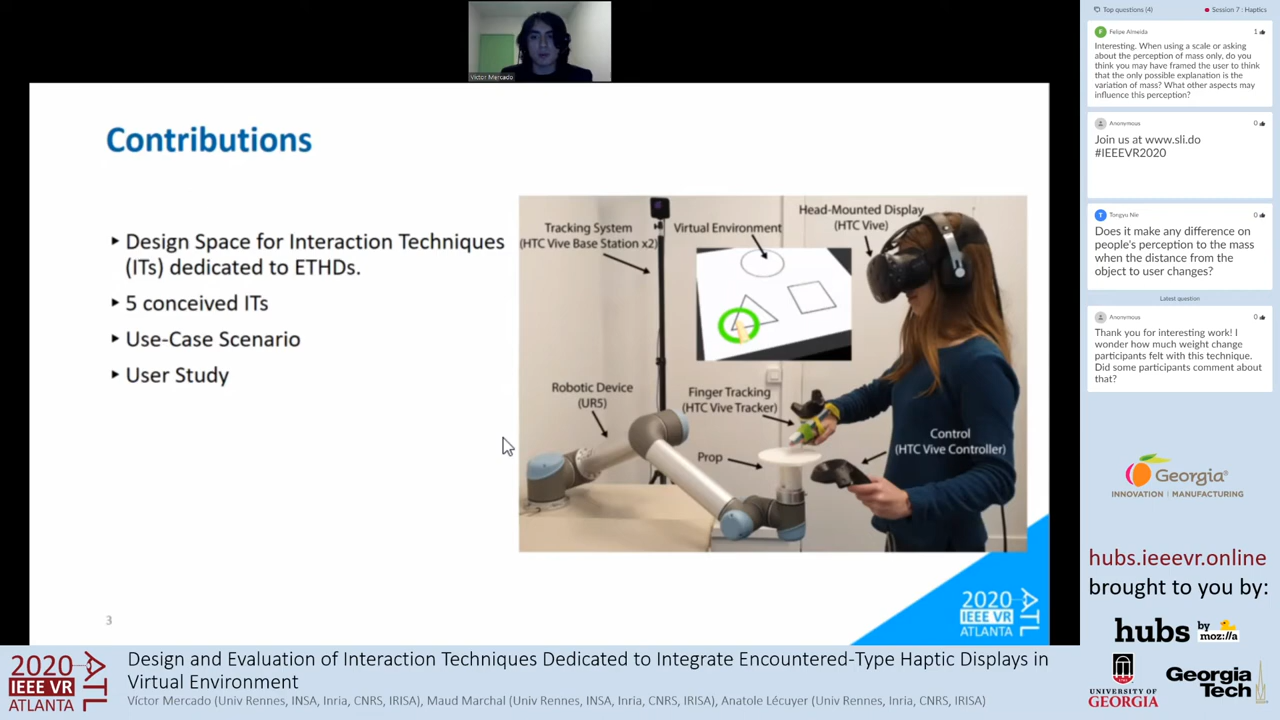 Víctor Mercado
Contributions
Design Space for Interaction Techniques
(ITs) dedicated to ETHDs.
5 conceived ITs
Use-Case Scenario
User Study
Tracking System
(HTC Vive Base Station x2)
Virtual Environment
Head-Mounted Display
(HTC Vive)
Robotic Device
(UR5)
Finger Tracking
(HTC Vive Tracker)
Prop
Control
(HTC Vive Controller)
3
2020
IEEE VR
ATLANTA
ATL
Top questions (4)
Session 7 : Haptics
F
Felipe Almeida
1
Interesting. When using a scale or asking
about the perception of mass only, do you
think you may have framed the user to think
that the only possible explanation is the
variation of mass? What other aspects may
influence this perception?
Anonymous
0
Join us at www.sli.do
#IEEEVR2020
T
Tongyu Nie
0
Does it make any difference on
people's perception to the mass
when the distance from the
object to user changes?
Latest question
Anonymous
0
Thank you for interesting work! I
wonder how much weight change
participants felt with this technique.
Did some participants comment about
that?
Georgia®
INNOVATION | MANUFACTURING
hubs.ieeevr.online
brought to you by:
hubs by
moz://a
UNIVERSITY OF
GEORGIA
Georgia
Tech
2020
IEEE VR
ATLANTA
ATL
Design and Evaluation of Interaction Techniques Dedicated to Integrate Encountered-Type Haptic Displays in
Virtual Environment
Víctor Mercado (Univ Rennes, INSA, Inria, CNRS, IRISA), Maud Marchal (Univ Rennes, INSA, Inria, CNRS, IRISA), Anatole Lécuyer (Univ Rennes, Inria, CNRS, IRISA)